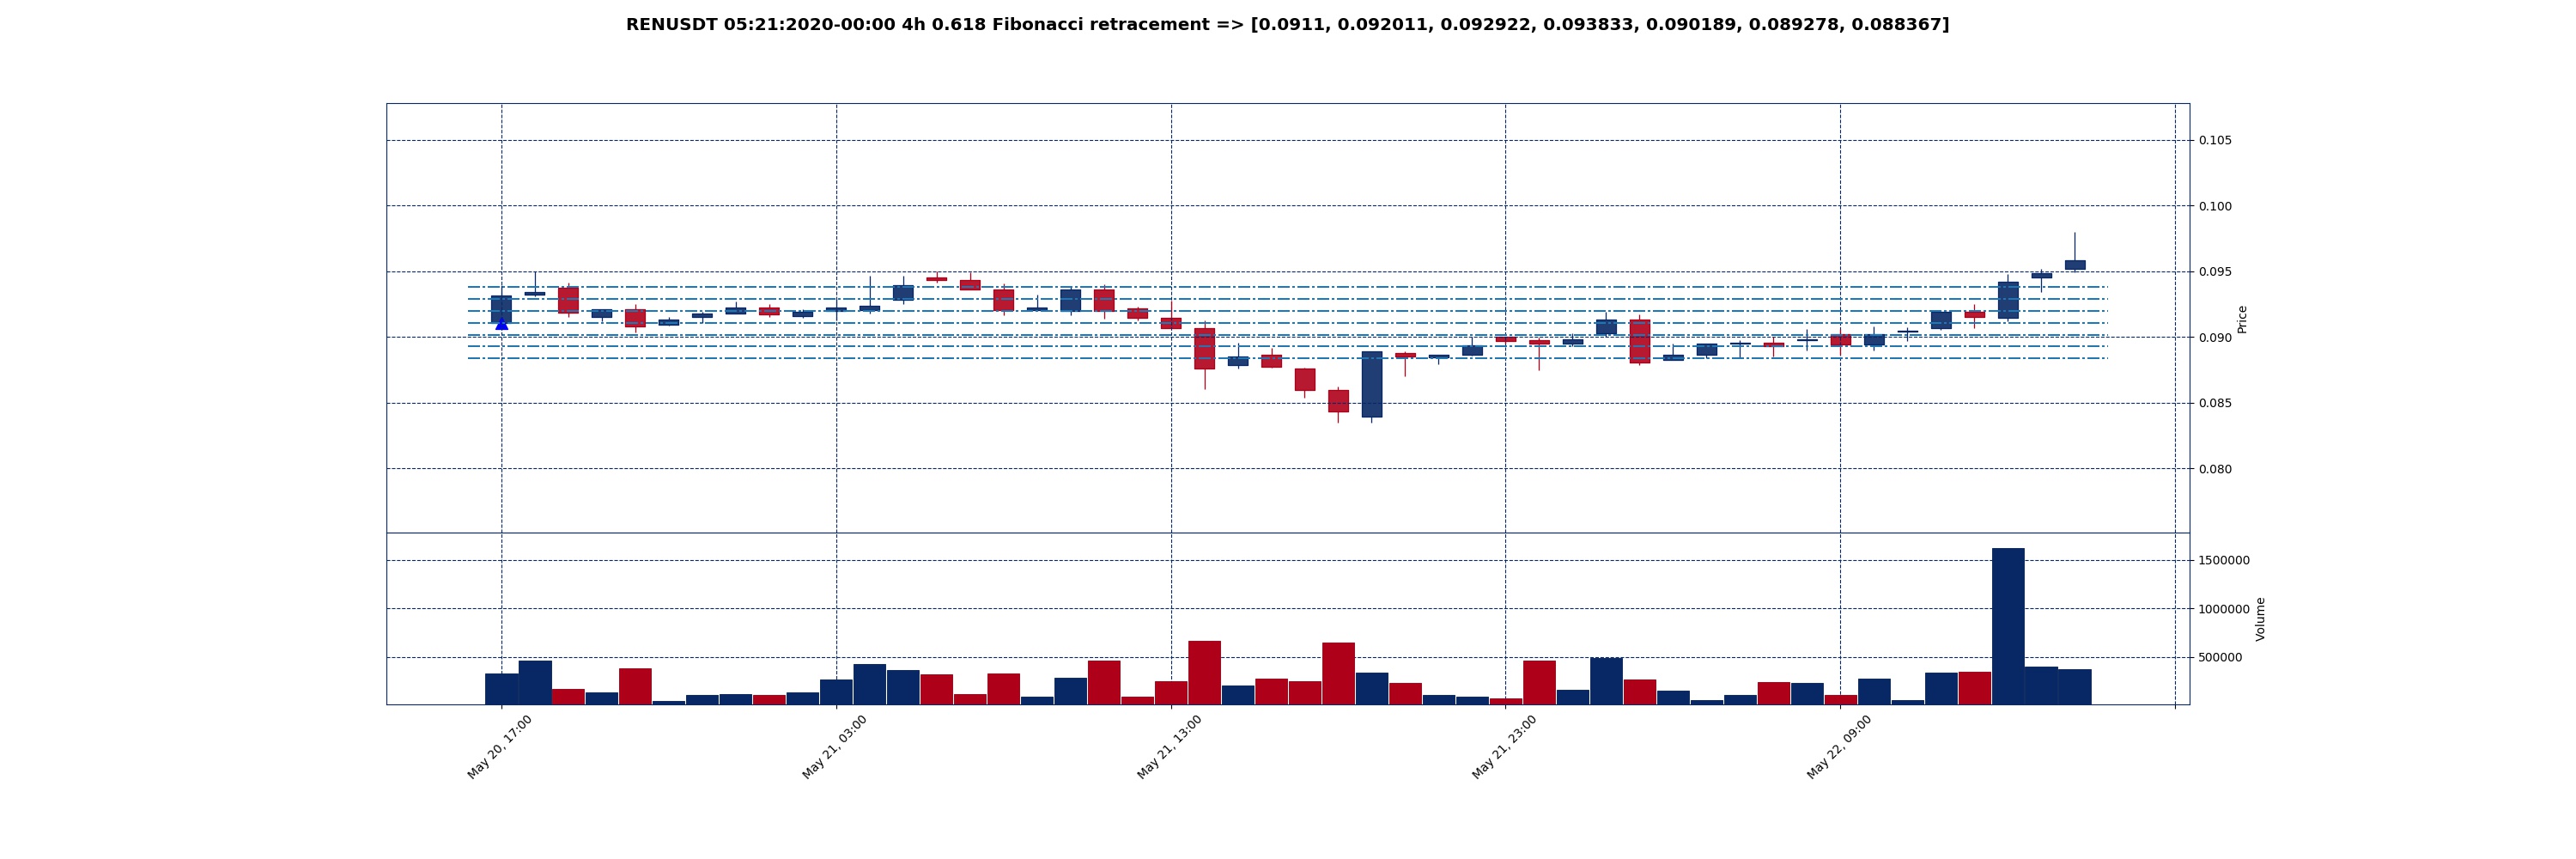 RENUSDT 05:21:2020-00:00 4h 0.618 Fibonacci retracement => [0.0911, 0.092011, 0.092922, 0.093833, 0.090189, 0.089278, 0.088367]
0.105
0.100
0.095
0.090
0.085
0.080
Price
1500000
1000000
500000
Volume
May 20, 17:00
May 21, 03:00
May 21, 13:00
May 21, 23:00
May 22, 09:00